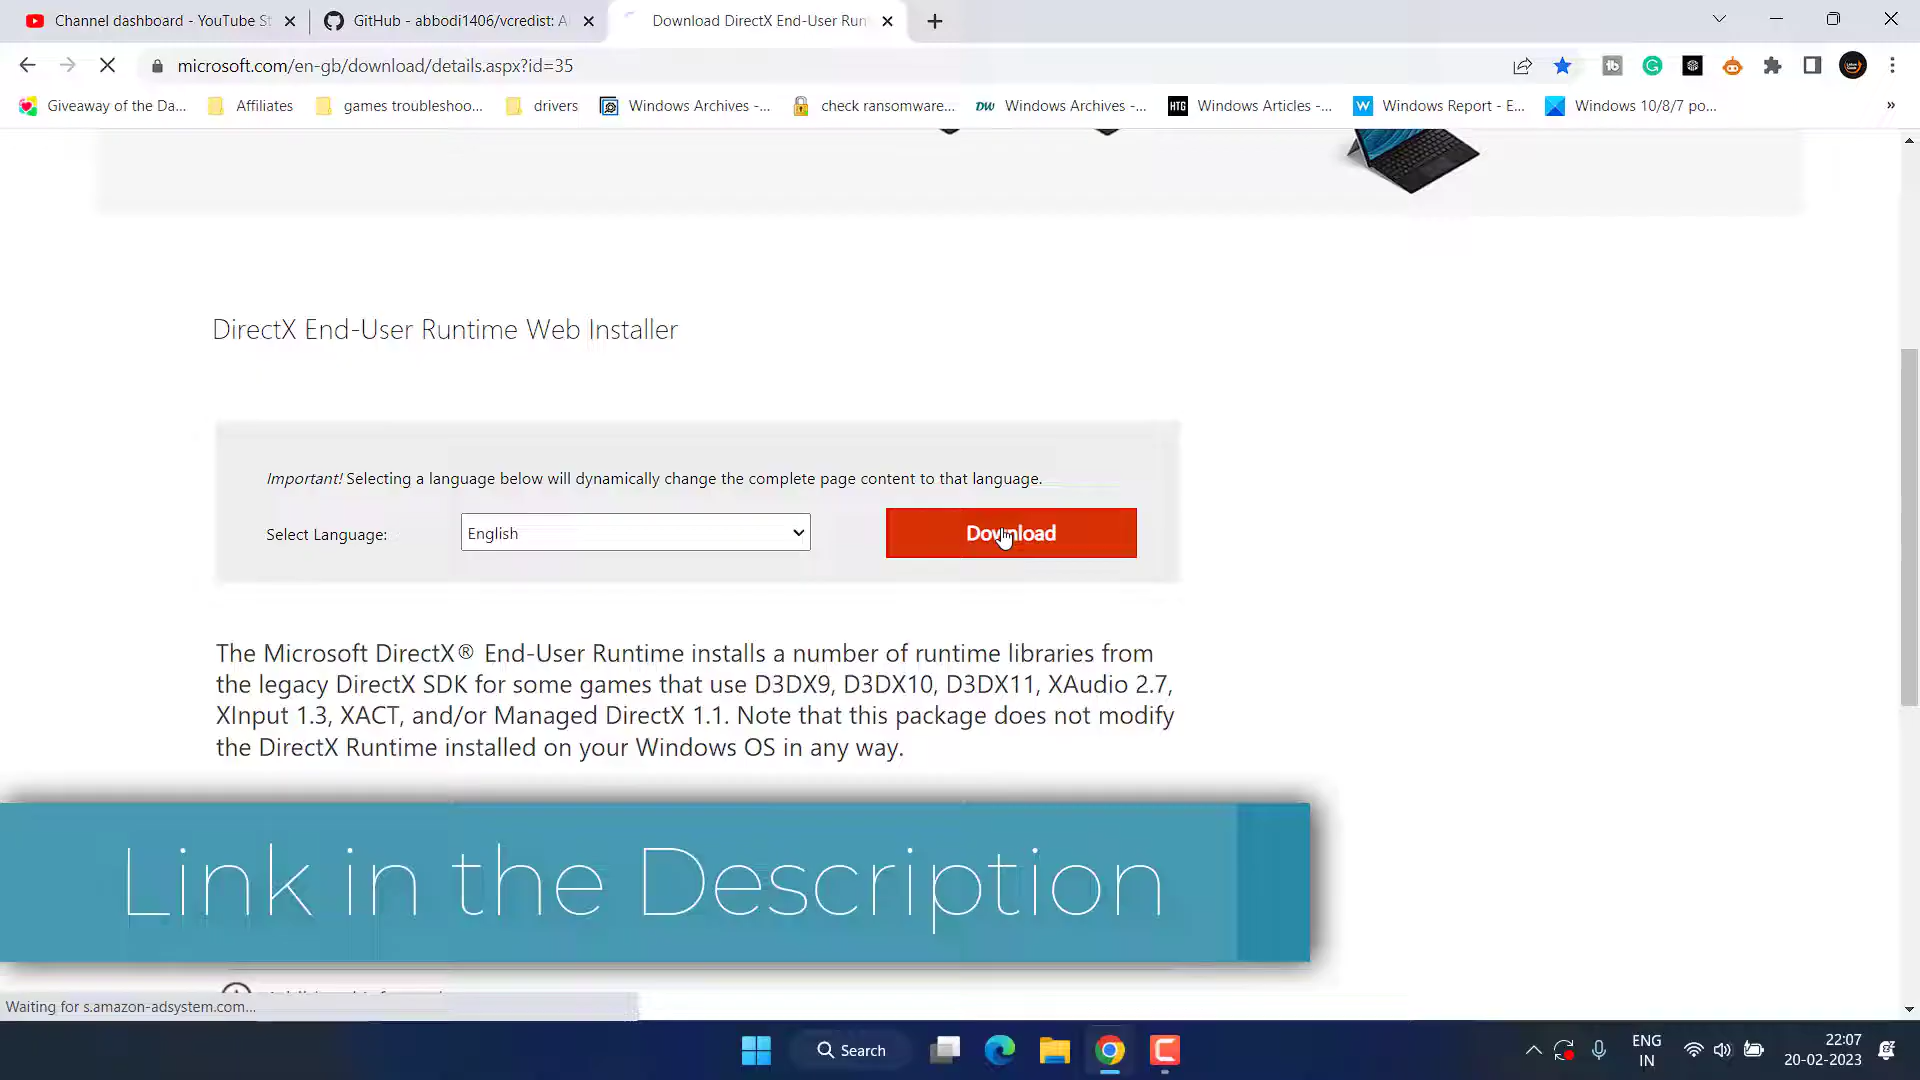 Channel dashboard - YouTube St
GitHub - abbodi1406/vcredist: A
Download DirectX End-User Run
microsoft.com/en-gb/download/details.aspx?id=35
Giveaway of the Da...
Affiliates
games troubleshoo...
drivers
Windows Archives -...
check ransomware...
DW Windows Archives -...
HTG Windows Articles -...
W Windows Report - E...
Windows 10/8/7 po...
»
DirectX End-User Runtime Web Installer
Important! Selecting a language below will dynamically change the complete page content to that language.
Select Language:
English
Download
The Microsoft DirectX® End-User Runtime installs a number of runtime libraries from
the legacy DirectX SDK for some games that use D3DX9, D3DX10, D3DX11, XAudio 2.7,
XInput 1.3, XACT, and/or Managed DirectX 1.1. Note that this package does not modify
the DirectX Runtime installed on your Windows OS in any way.
Link in the Description
Waiting for s.amazon-adsystem.com...
Search
ENG
IN
22:07
20-02-2023